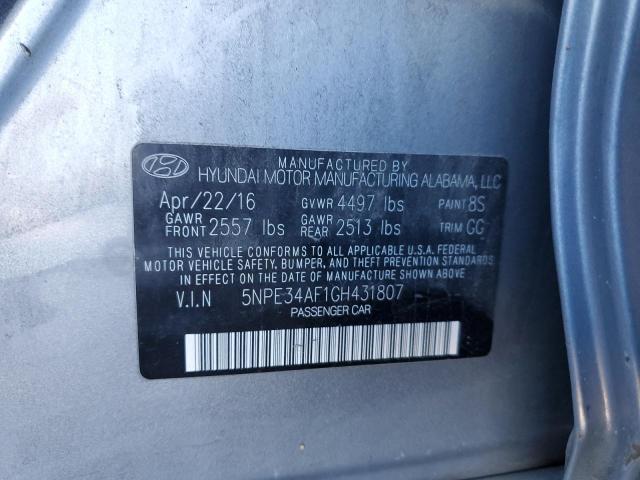 MANUFACTURED BY
HYUNDAI MOTOR MANUFACTURING ALABAMA, LLC
Apr/22/16 GVWR 4497 lbs PAINT 8S
GAWR FRONT 2557 lbs GAWR REAR 2513 lbs TRIM GG
THIS VEHICLE CONFORMS TO ALL APPLICABLE U.S.A. FEDERAL
MOTOR VEHICLE SAFETY, BUMPER, AND THEFT PREVENTION STANDARDS
IN EFFECT ON THE DATE OF MANUFACTURE SHOWN ABOVE.
V.I.N 5NPE34AF1GH431807
PASSENGER CAR